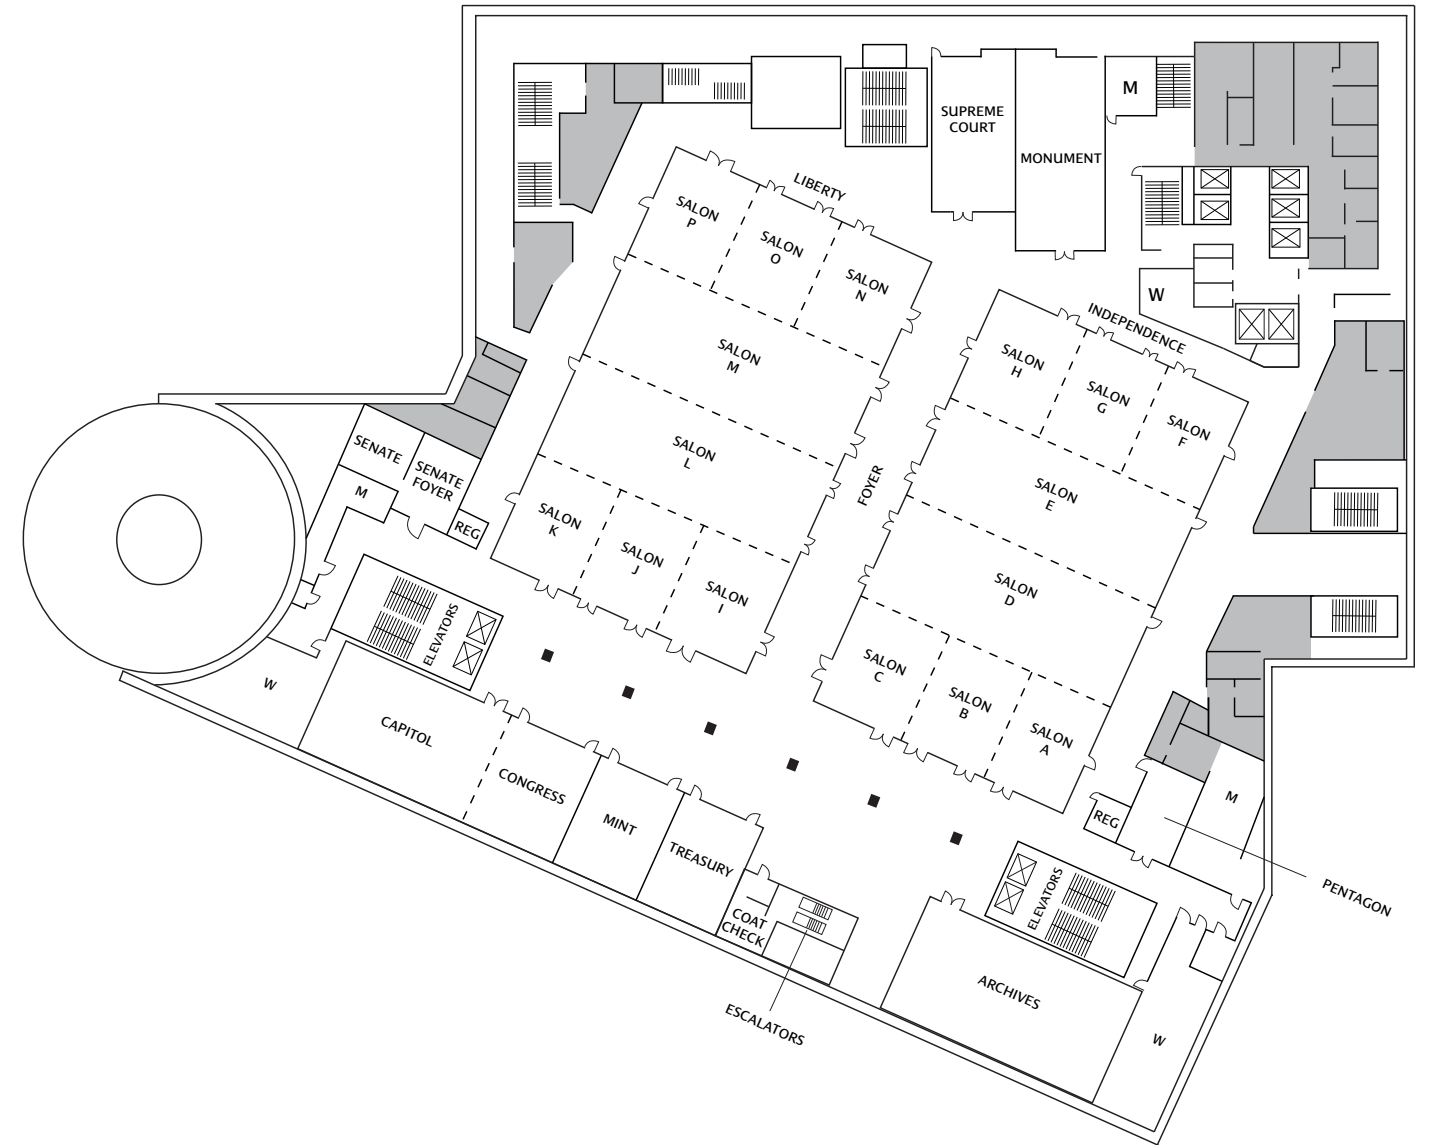 M
SUPREME
COURT
MONUMENT
LIBERTY
SALON
P
SALON
O
SALON
N
W
INDEPENDENCE
SALON
M
SALON
H
SALON
G
SALON
F
SENATE
SENATE
FOYER
SALON
L
FOYER
SALON
E
M
REG
SALON
K
SALON
J
SALON
I
SALON
D
ELEVATORS
W
CAPITOL
CONGRESS
MINT
TREASURY
SALON
C
SALON
B
SALON
A
M
REG
PENTAGON
ELEVATORS
COAT
CHECK
ESCALATORS
ARCHIVES
W